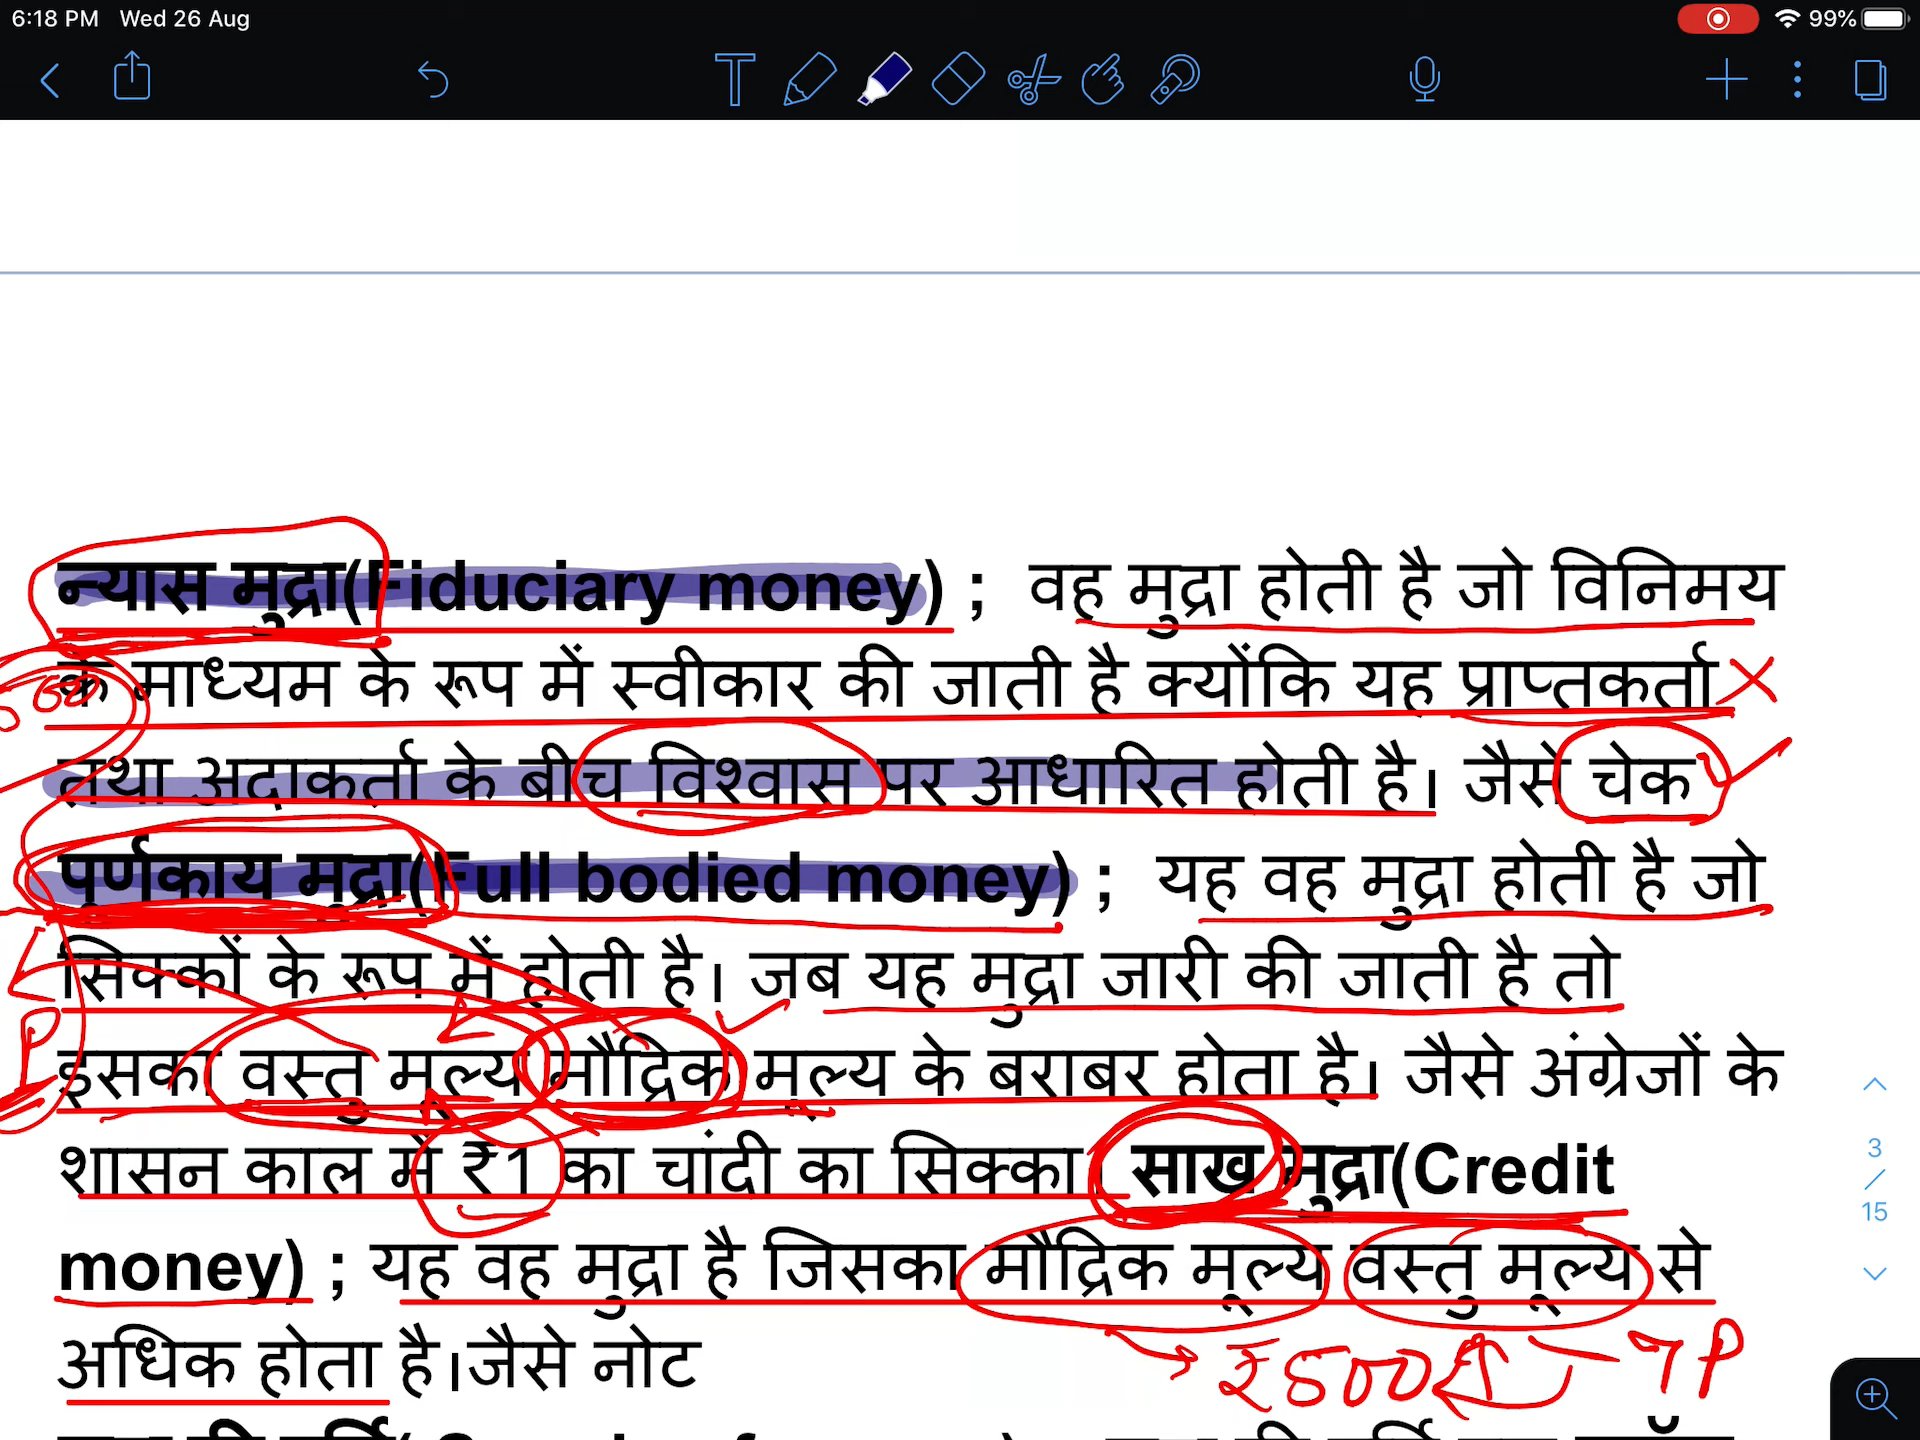 6:18 PM Wed 26 Aug 99%
न्यास मुद्रा(Fiduciary money) ; वह मुद्रा होती है जो विनिमय
के माध्यम के रूप में स्वीकार की जाती है क्योंकि यह प्राप्तकर्ता
तथा अदाकर्ता के बीच विश्वास पर आधारित होती है। जैसे चेक
पूर्णकाय मुद्रा(Full bodied money) ; यह वह मुद्रा होती है जो
सिक्कों के रूप में होती है। जब यह मुद्रा जारी की जाती है तो
इसका वस्तु मूल्य मौद्रिक मूल्य के बराबर होता है। जैसे अंग्रेजों के
शासन काल में ₹1 का चांदी का सिक्का। साख मुद्रा(Credit
money) ; यह वह मुद्रा है जिसका मौद्रिक मूल्य वस्तु मूल्य से
अधिक होता है।जैसे नोट
₹500
3
/
15